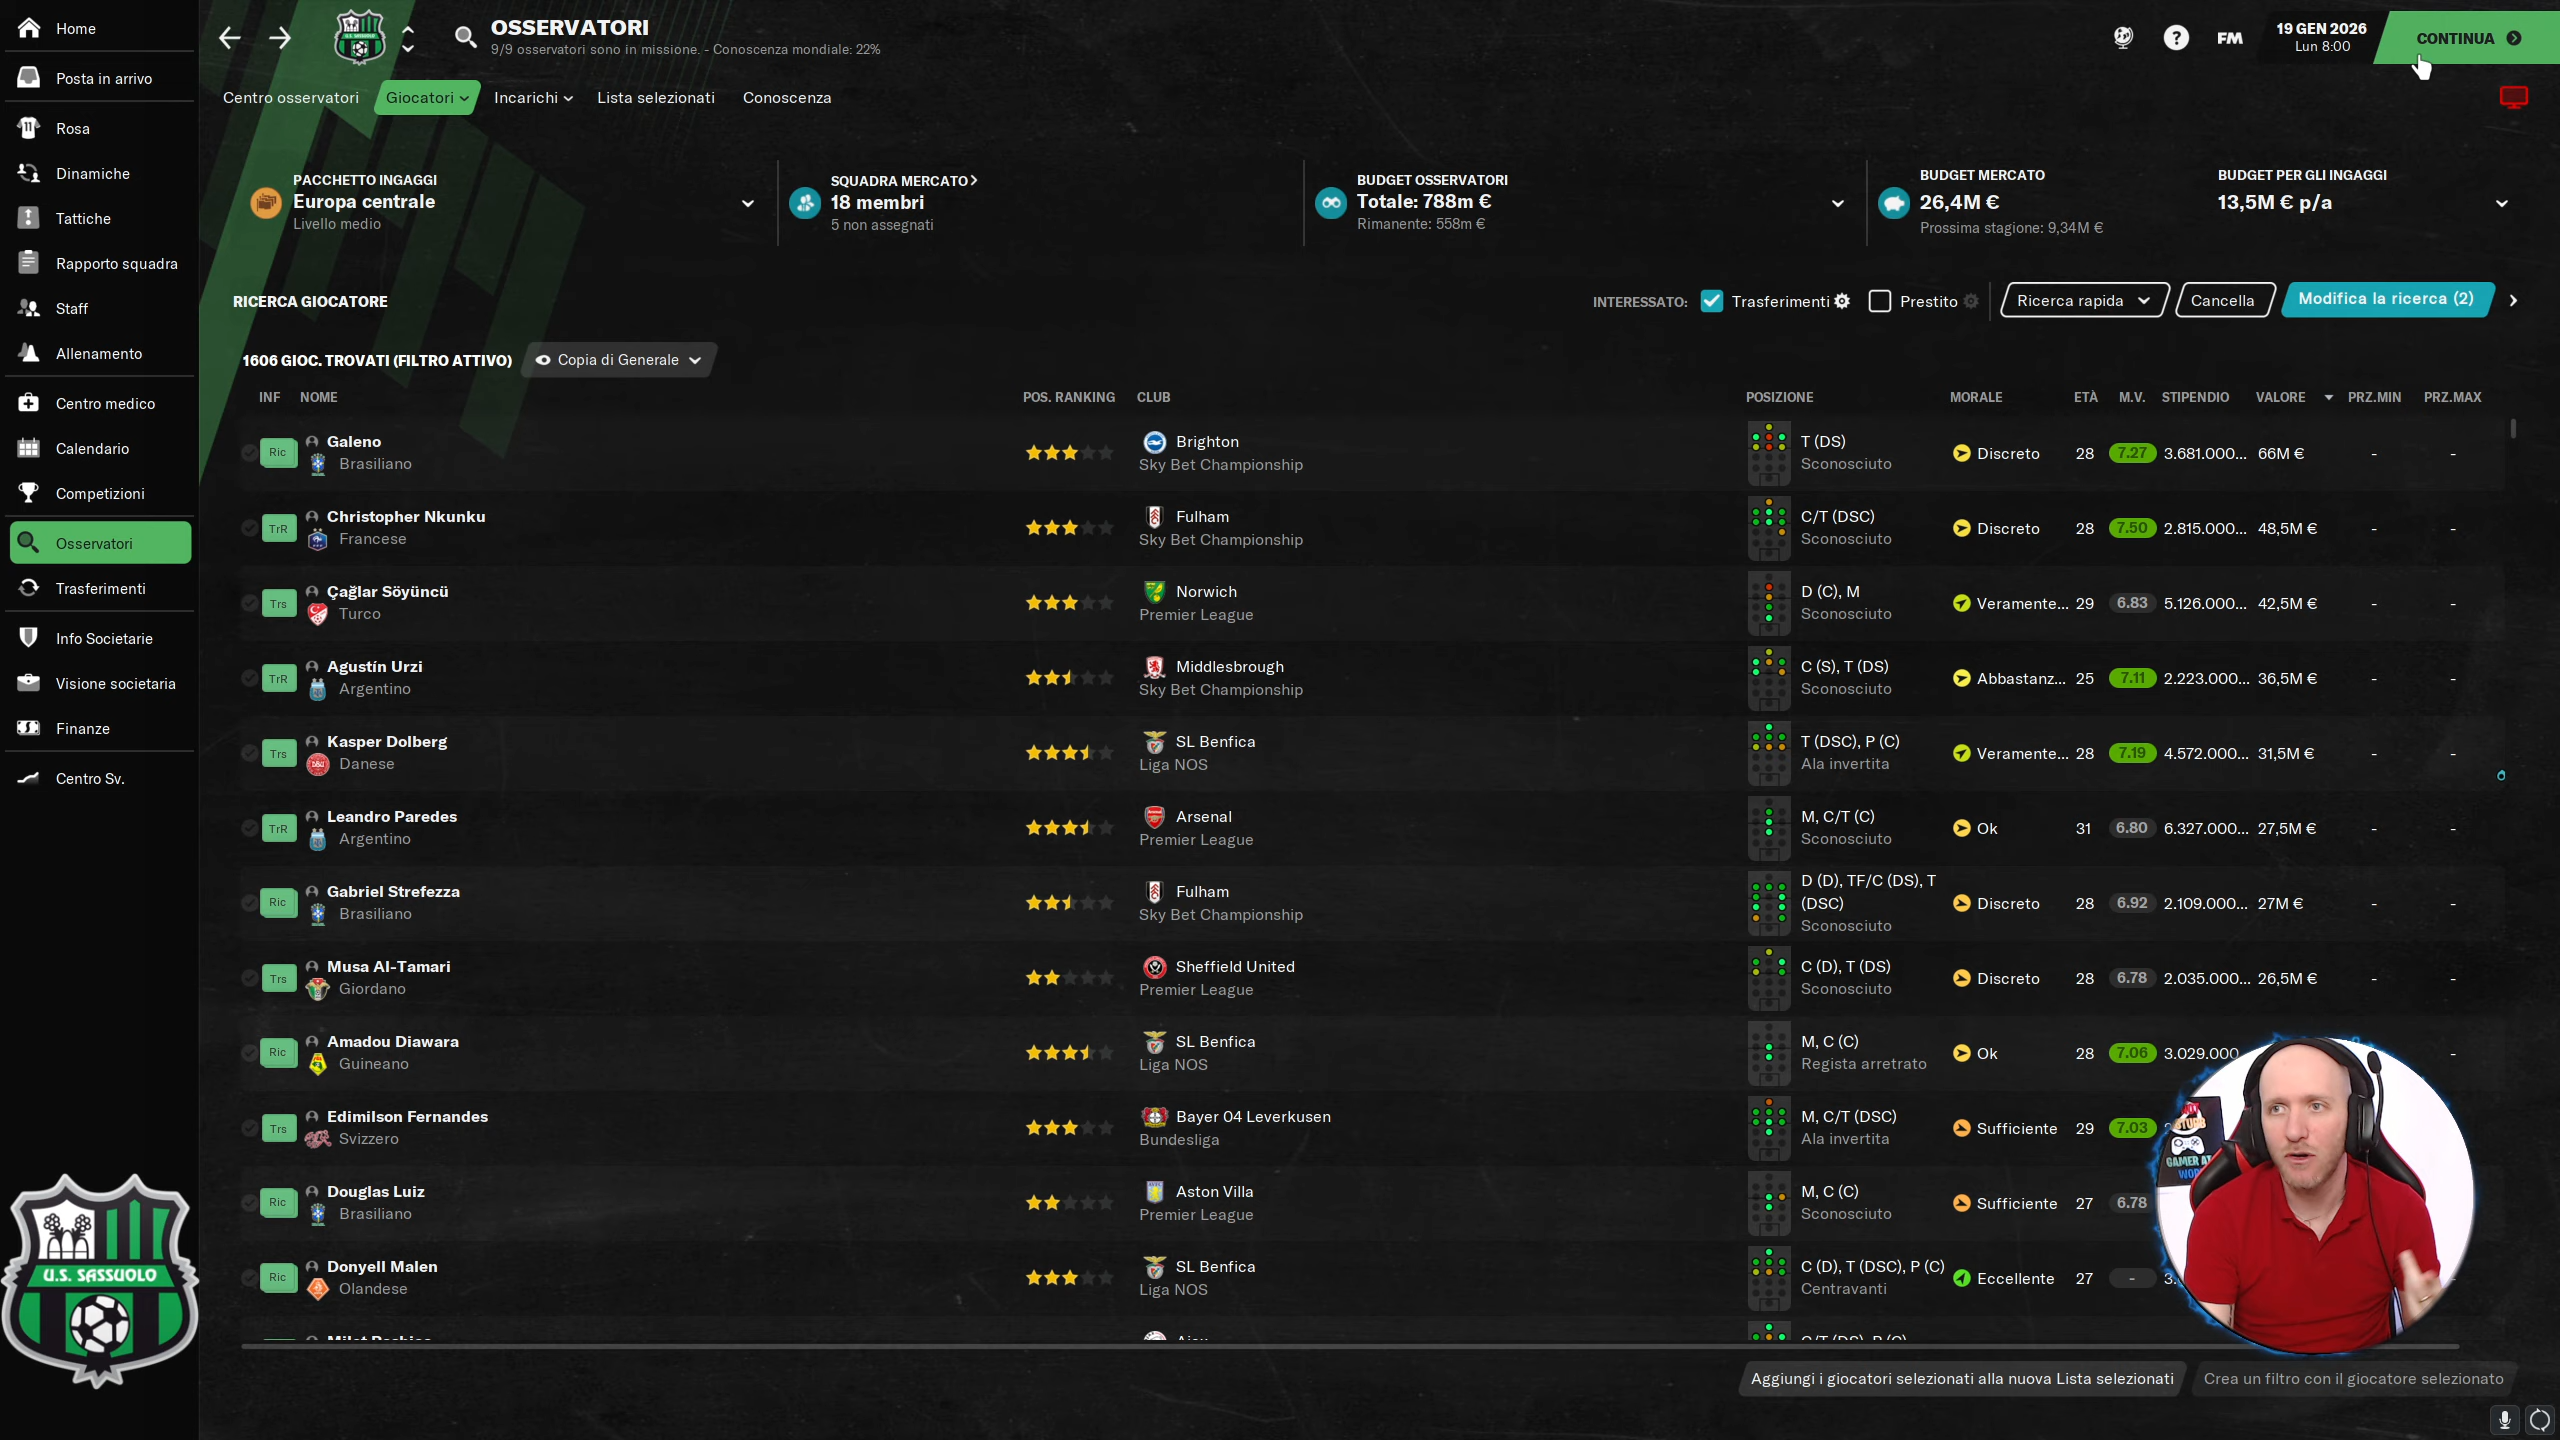 Home
Posta in arrivo
Rosa
Dinamiche
Tattiche
Rapporto squadra
Staff
Allenamento
Centro medico
Calendario
Competizioni
Osservatori
Trasferimenti
Info Societarie
Visione societaria
Finanze
Centro Sv.
U.S. SASSUOLO
OSSERVATORI
9/9 osservatori sono in missione. - Conoscenza mondiale: 22%
FM
19 GEN 2026
Lun 8:00
CONTINUA
Centro osservatori
Giocatori
Incarichi
Lista selezionati
Conoscenza
PACCHETTO INGAGGI
Europa centrale
Livello medio
SQUADRA MERCATO
18 membri
5 non assegnati
BUDGET OSSERVATORI
Totale: 788m €
Rimanente: 558m €
BUDGET MERCATO
26,4M €
Prossima stagione: 9,34M €
BUDGET PER GLI INGAGGI
13,5M € p/a
RICERCA GIOCATORE
INTERESSATO:
Trasferimenti
Prestito
Ricerca rapida
Cancella
Modifica la ricerca (2)
1606 GIOC. TROVATI (FILTRO ATTIVO)
Copia di Generale
INF NOME POS. RANKING CLUB POSIZIONE MORALE ETÀ M.V. STIPENDIO VALORE PRZ.MIN PRZ.MAX
Ric Galeno Brighton T (DS) Discreto 28 7.27 3.681.000... 66M € - -
Brasiliano Sky Bet Championship Sconosciuto
TrR Christopher Nkunku Fulham C/T (DSC) Discreto 28 7.50 2.815.000... 48,5M € - -
Francese Sky Bet Championship Sconosciuto
Trs Çağlar Söyüncü Norwich D (C), M Veramente... 29 6.83 5.126.000... 42,5M € - -
Turco Premier League Sconosciuto
TrR Agustín Urzi Middlesbrough C (S), T (DS) Abbastanz... 25 7.11 2.223.000... 36,5M € - -
Argentino Sky Bet Championship Sconosciuto
Trs Kasper Dolberg SL Benfica T (DSC), P (C) Veramente... 28 7.19 4.572.000... 31,5M € - -
Danese Liga NOS Ala invertita
TrR Leandro Paredes Arsenal M, C/T (C) Ok 31 6.80 6.327.000... 27,5M € - -
Argentino Premier League Sconosciuto
Ric Gabriel Strefezza Fulham D (D), TF/C (DS), T (DSC) Discreto 28 6.92 2.109.000... 27M € - -
Brasiliano Sky Bet Championship Sconosciuto
Trs Musa Al-Tamari Sheffield United C (D), T (DS) Discreto 28 6.78 2.035.000... 26,5M € - -
Giordano Premier League Sconosciuto
Ric Amadou Diawara SL Benfica M, C (C) Ok 28 7.06 3.029.000 -
Guineano Liga NOS Regista arretrato
Trs Edimilson Fernandes Bayer 04 Leverkusen M, C/T (DSC) Sufficiente 29 7.03
Svizzero Bundesliga Ala invertita
Ric Douglas Luiz Aston Villa M, C (C) Sufficiente 27 6.78
Brasiliano Premier League Sconosciuto
Ric Donyell Malen SL Benfica C (D), T (DSC), P (C) Eccellente 27 - 3.
Olandese Liga NOS Centravanti
GAMER AT
Aggiungi i giocatori selezionati alla nuova Lista selezionati
Crea un filtro con il giocatore selezionato